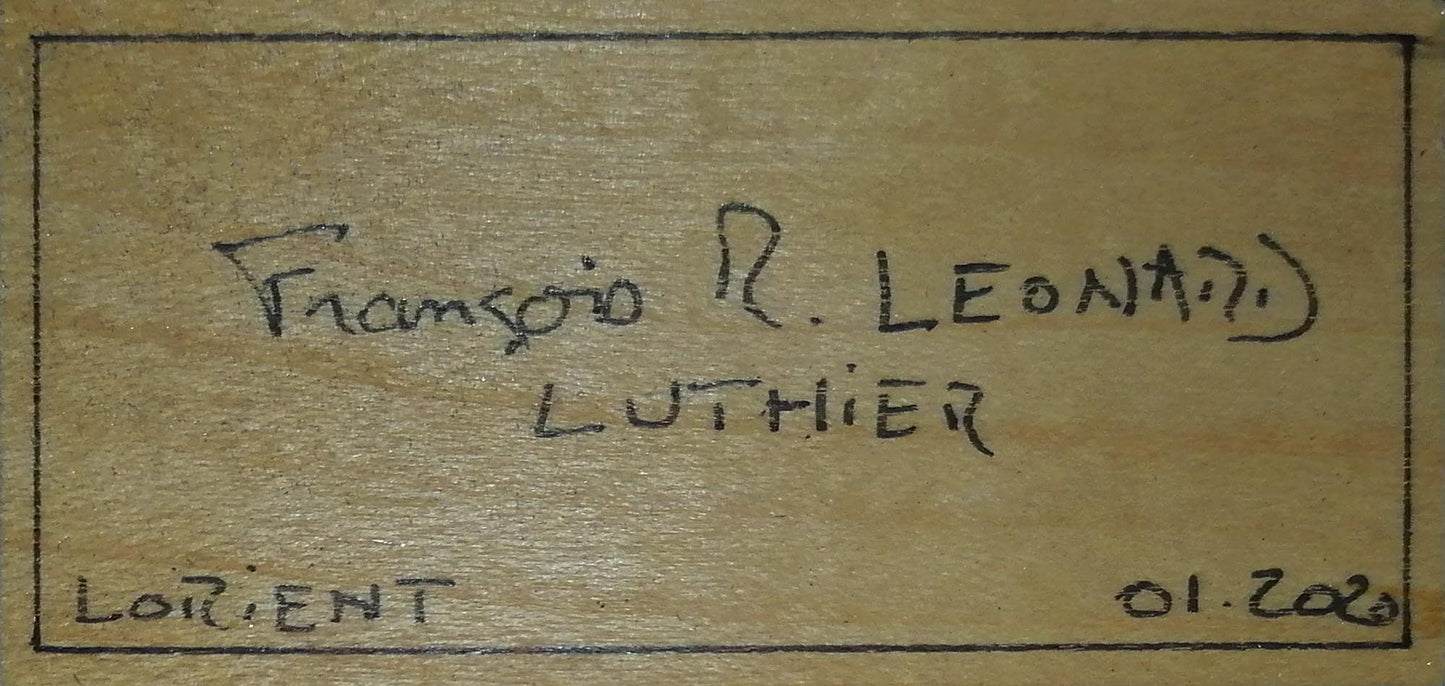 François R. LEONARD
LUTHiER
LORiENT 01.2020